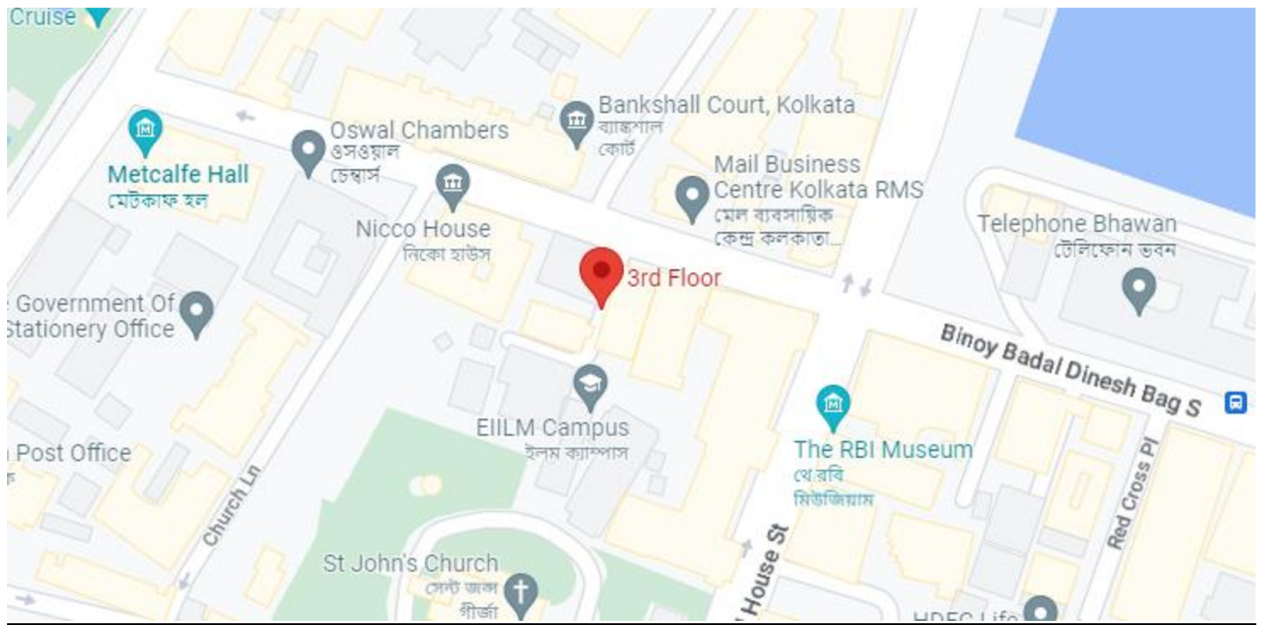 Cruise
Bankshall Court, Kolkata
ব্যাঙ্কশাল
কোর্ট
Oswal Chambers
ওসওয়াল
চেম্বার্স
Metcalfe Hall
মেটকাফ হল
Mail Business
Centre Kolkata RMS
মেল ব্যবসায়িক
কেন্দ্র কলকাতা...
Nicco House
নিকো হাউস
Telephone Bhawan
টেলিফোন ভবন
3rd Floor
Government Of
Stationery Office
Binoy Badal Dinesh Bag S
EIILM Campus
ইলম ক্যাম্পাস
The RBI Museum
থে রবি
মিউজিয়াম
Post Office
Church Ln
Red Cross Pl
St John's Church
সেন্ট জন্স
গীর্জা
House St
HDFC Life